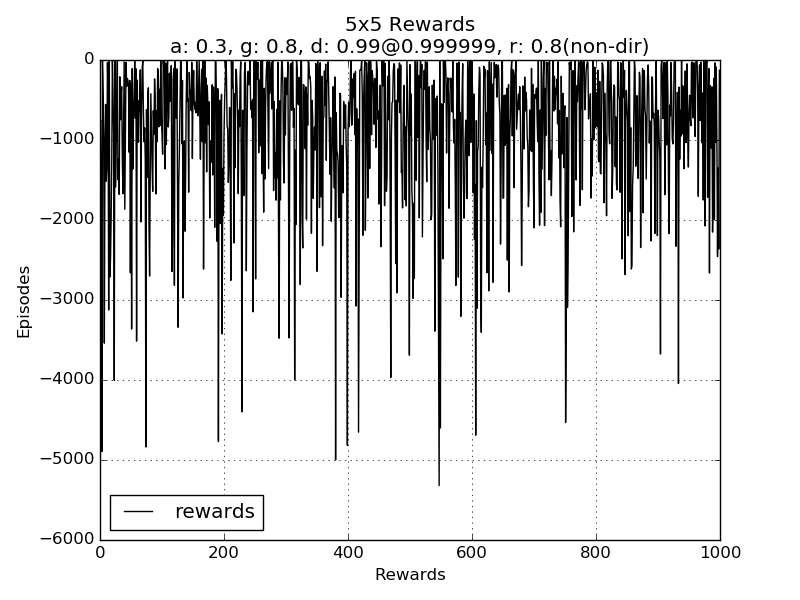 5x5 Rewards
a: 0.3, g: 0.8, d: 0.99@0.999999, r: 0.8(non-dir)
0
−1000
−2000
−3000
−4000
−5000
−6000
Episodes
rewards
0 200 400 600 800 1000
Rewards